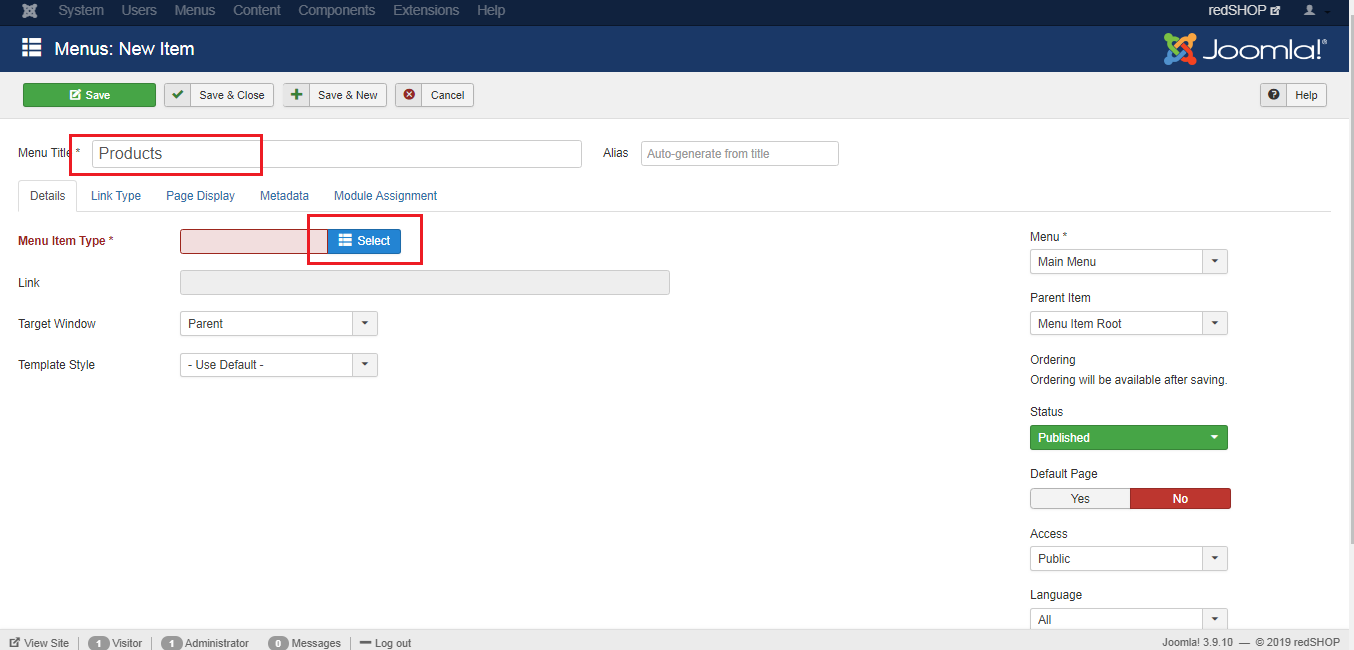 System Users Menus Content Components Extensions Help redSHOP
Menus: New Item Joomla!®
Save Save & Close Save & New Cancel Help
Menu Title * Products Alias Auto-generate from title
Details Link Type Page Display Metadata Module Assignment
Menu Item Type * Select
Menu *
Main Menu
Link
Parent Item
Target Window Parent Menu Item Root
Ordering
Template Style - Use Default -
Ordering will be available after saving.
Status
Published
Default Page
Yes No
Access
Public
Language
All
View Site 1 Visitor 1 Administrator 0 Messages Log out Joomla! 3.9.10 — © 2019 redSHOP